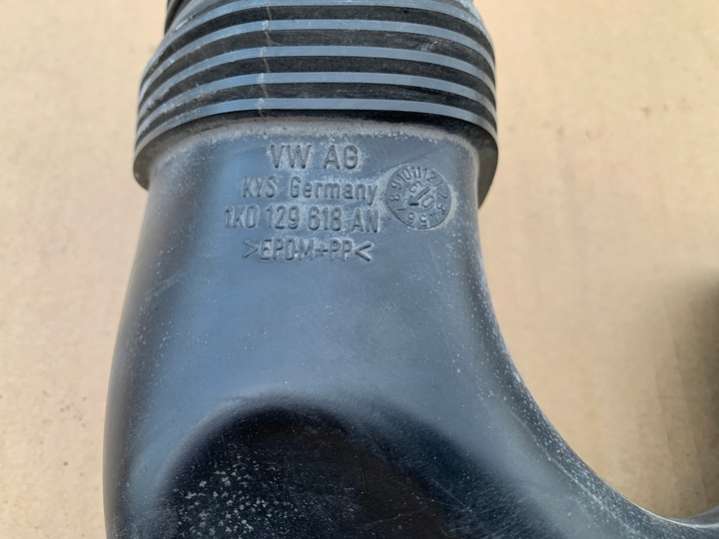 VW AG
KYS Germany
1K0 129 618 AN
>EPDM+PP<